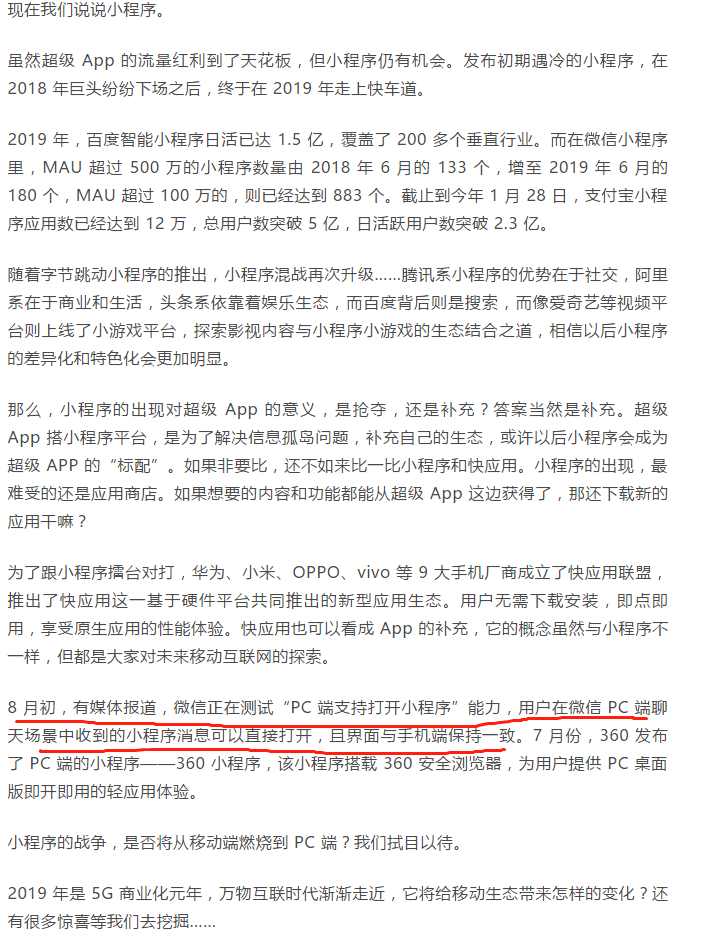 现在我们说说小程序。
虽然超级 App 的流量红利到了天花板，但小程序仍有机会。发布初期遇冷的小程序，在
2018 年巨头纷纷下场之后，终于在 2019 年走上快车道。
2019 年，百度智能小程序日活已达 1.5 亿，覆盖了 200 多个垂直行业。而在微信小程序
里，MAU 超过 500 万的小程序数量由 2018 年 6 月的 133 个，增至 2019 年 6 月的
180 个，MAU 超过 100 万的，则已经达到 883 个。截止到今年 1 月 28 日，支付宝小程
序应用数已经达到 12 万，总用户数突破 5 亿，日活跃用户数突破 2.3 亿。
随着字节跳动小程序的推出，小程序混战再次升级……腾讯系小程序的优势在于社交，阿里
系在于商业和生活，头条系依靠着娱乐生态，而百度背后则是搜索，而像爱奇艺等视频平
台则上线了小游戏平台，探索影视内容与小程序小游戏的生态结合之道，相信以后小程序
的差异化和特色化会更加明显。
那么，小程序的出现对超级 App 的意义，是抢夺，还是补充？答案当然是补充。超级
App 搭小程序平台，是为了解决信息孤岛问题，补充自己的生态，或许以后小程序会成为
超级 APP 的“标配”。如果非要比，还不如来比一比小程序和快应用。小程序的出现，最
难受的还是应用商店。如果想要的内容和功能都能从超级 App 这边获得了，那还下载新的
应用干嘛？
为了跟小程序擂台对打，华为、小米、OPPO、vivo 等 9 大手机厂商成立了快应用联盟，
推出了快应用这一基于硬件平台共同推出的新型应用生态。用户无需下载安装，即点即
用，享受原生应用的性能体验。快应用也可以看成 App 的补充，它的概念虽然与小程序不
一样，但都是大家对未来移动互联网的探索。
8 月初，有媒体报道，微信正在测试“PC 端支持打开小程序”能力，用户在微信 PC 端聊
天场景中收到的小程序消息可以直接打开，且界面与手机端保持一致。7 月份，360 发布
了 PC 端的小程序——360 小程序，该小程序搭载 360 安全浏览器，为用户提供 PC 桌面
版即开即用的轻应用体验。
小程序的战争，是否将从移动端燃烧到 PC 端？我们拭目以待。
2019 年是 5G 商业化元年，万物互联时代渐渐走近，它将给移动生态带来怎样的变化？还
有很多惊喜等我们去挖掘……